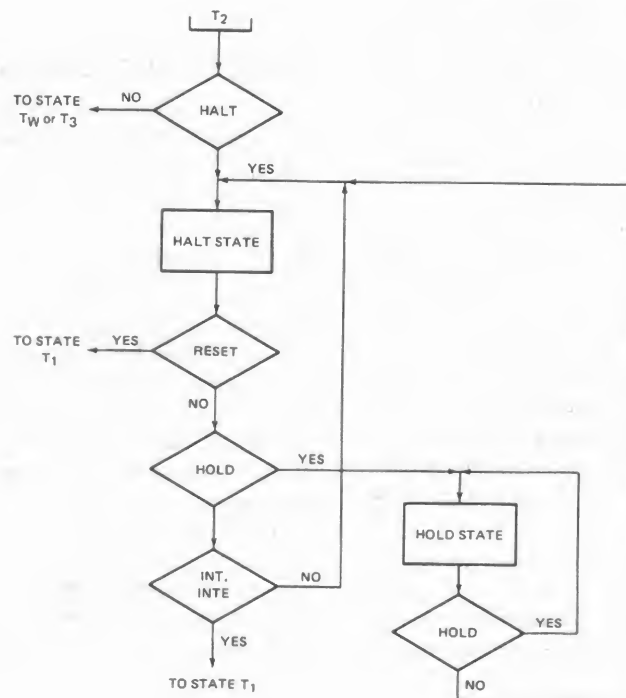 T2
HALT
NO
TO STATE
TW or T3
YES
HALT STATE
TO STATE
T1
YES
RESET
NO
HOLD
YES
HOLD STATE
INT.
INTE
NO
YES
TO STATE T1
HOLD
YES
NO